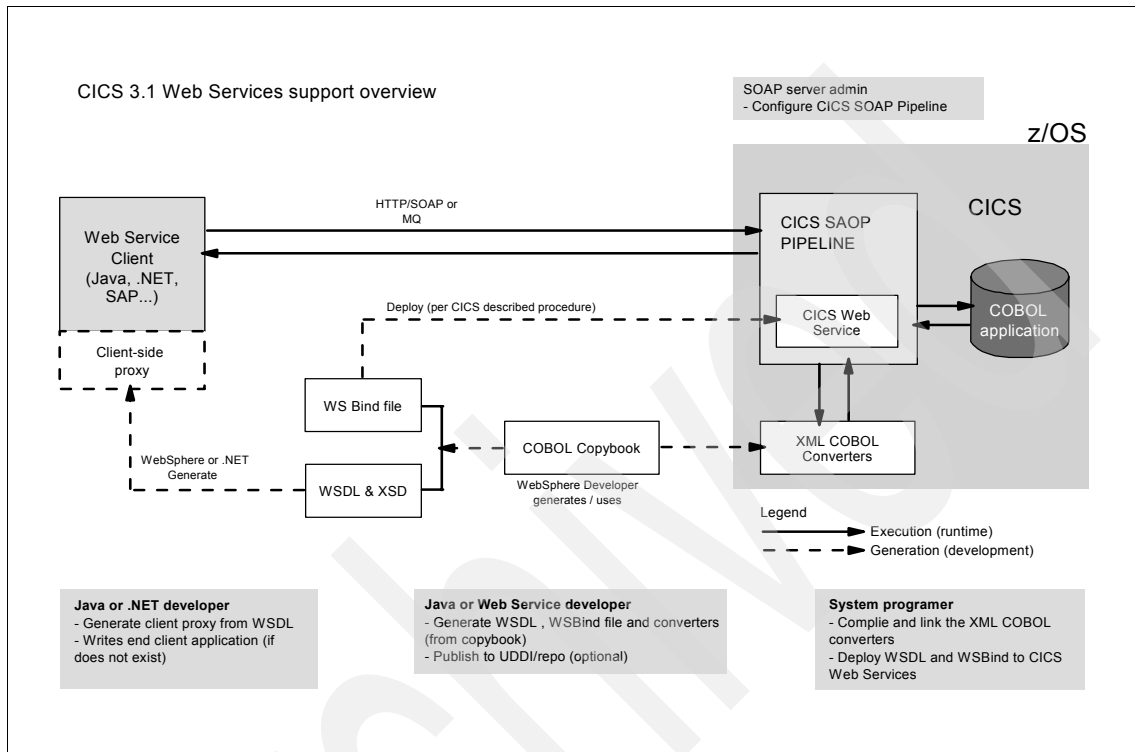 CICS 3.1 Web Services support overview
SOAP server admin
- Configure CICS SOAP Pipeline
z/OS
HTTP/SOAP or
MQ
CICS SAOP
PIPELINE
CICS
Web Service
Client
(Java, .NET,
SAP...)
Deploy (per CICS described procedure)
CICS Web
Service
COBOL
application
Client-side
proxy
WS Bind file
COBOL Copybook
XML COBOL
Converters
WebSphere or .NET
Generate
WSDL & XSD
WebSphere Developer
generates / uses
Legend
Execution (runtime)
Generation (development)
Java or .NET developer
- Generate client proxy from WSDL
- Writes end client application (if
does not exist)
Java or Web Service developer
- Generate WSDL , WSBind file and converters
(from copybook)
- Publish to UDDI/repo (optional)
System programer
- Complie and link the XML COBOL
converters
- Deploy WSDL and WSBind to CICS
Web Services